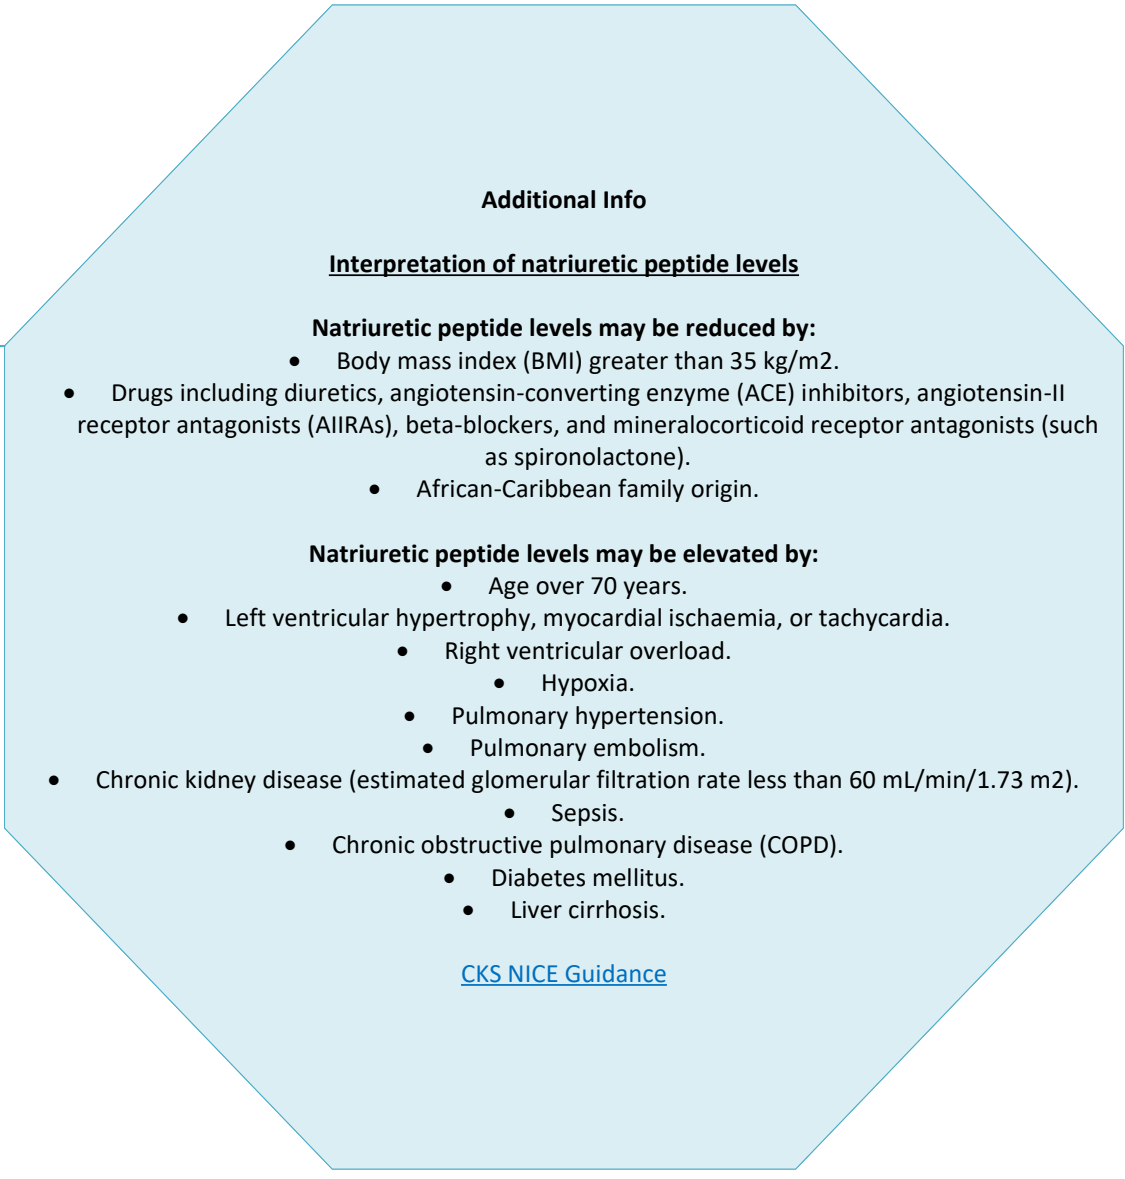 Additional Info
Interpretation of natriuretic peptide levels
Natriuretic peptide levels may be reduced by:
• Body mass index (BMI) greater than 35 kg/m2.
• Drugs including diuretics, angiotensin-converting enzyme (ACE) inhibitors, angiotensin-II
receptor antagonists (AIIRAs), beta-blockers, and mineralocorticoid receptor antagonists (such
as spironolactone).
• African-Caribbean family origin.
Natriuretic peptide levels may be elevated by:
• Age over 70 years.
• Left ventricular hypertrophy, myocardial ischaemia, or tachycardia.
• Right ventricular overload.
• Hypoxia.
• Pulmonary hypertension.
• Pulmonary embolism.
• Chronic kidney disease (estimated glomerular filtration rate less than 60 mL/min/1.73 m2).
• Sepsis.
• Chronic obstructive pulmonary disease (COPD).
• Diabetes mellitus.
• Liver cirrhosis.
CKS NICE Guidance